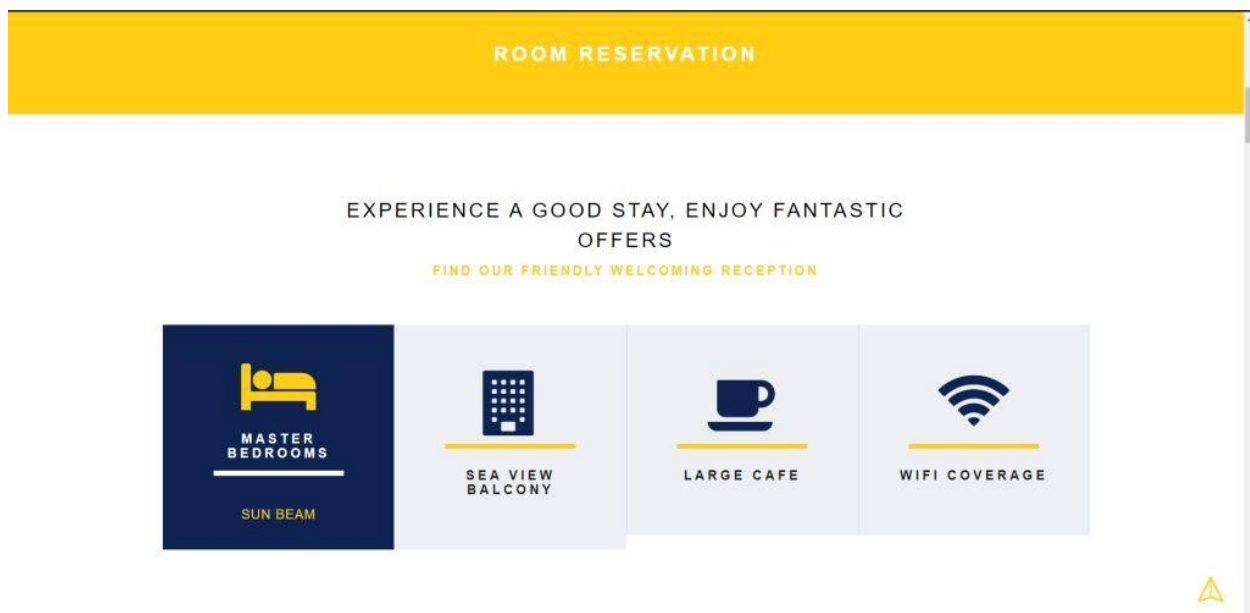 ROOM RESERVATION
EXPERIENCE A GOOD STAY, ENJOY FANTASTIC
OFFERS
FIND OUR FRIENDLY WELCOMING RECEPTION
MASTER
BEDROOMS
SUN BEAM
SEA VIEW
BALCONY
LARGE CAFE
WIFI COVERAGE